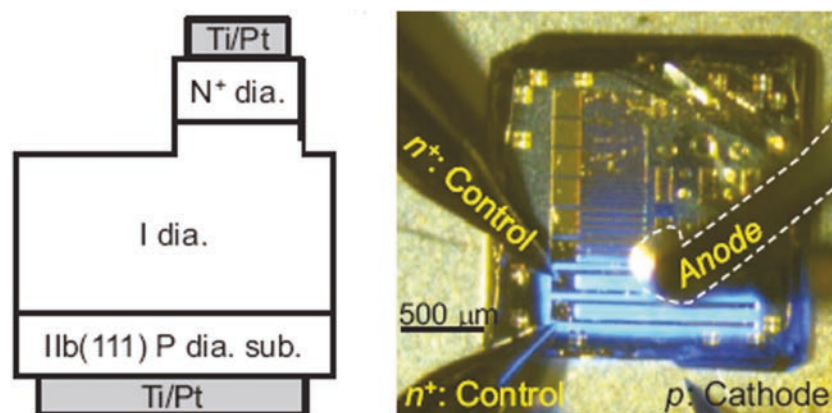 Ti/Pt
N⁺ dia.
I dia.
IIb(111) P dia. sub.
Ti/Pt
n⁺: Control
Anode
500 μm
n⁺: Control
p: Cathode